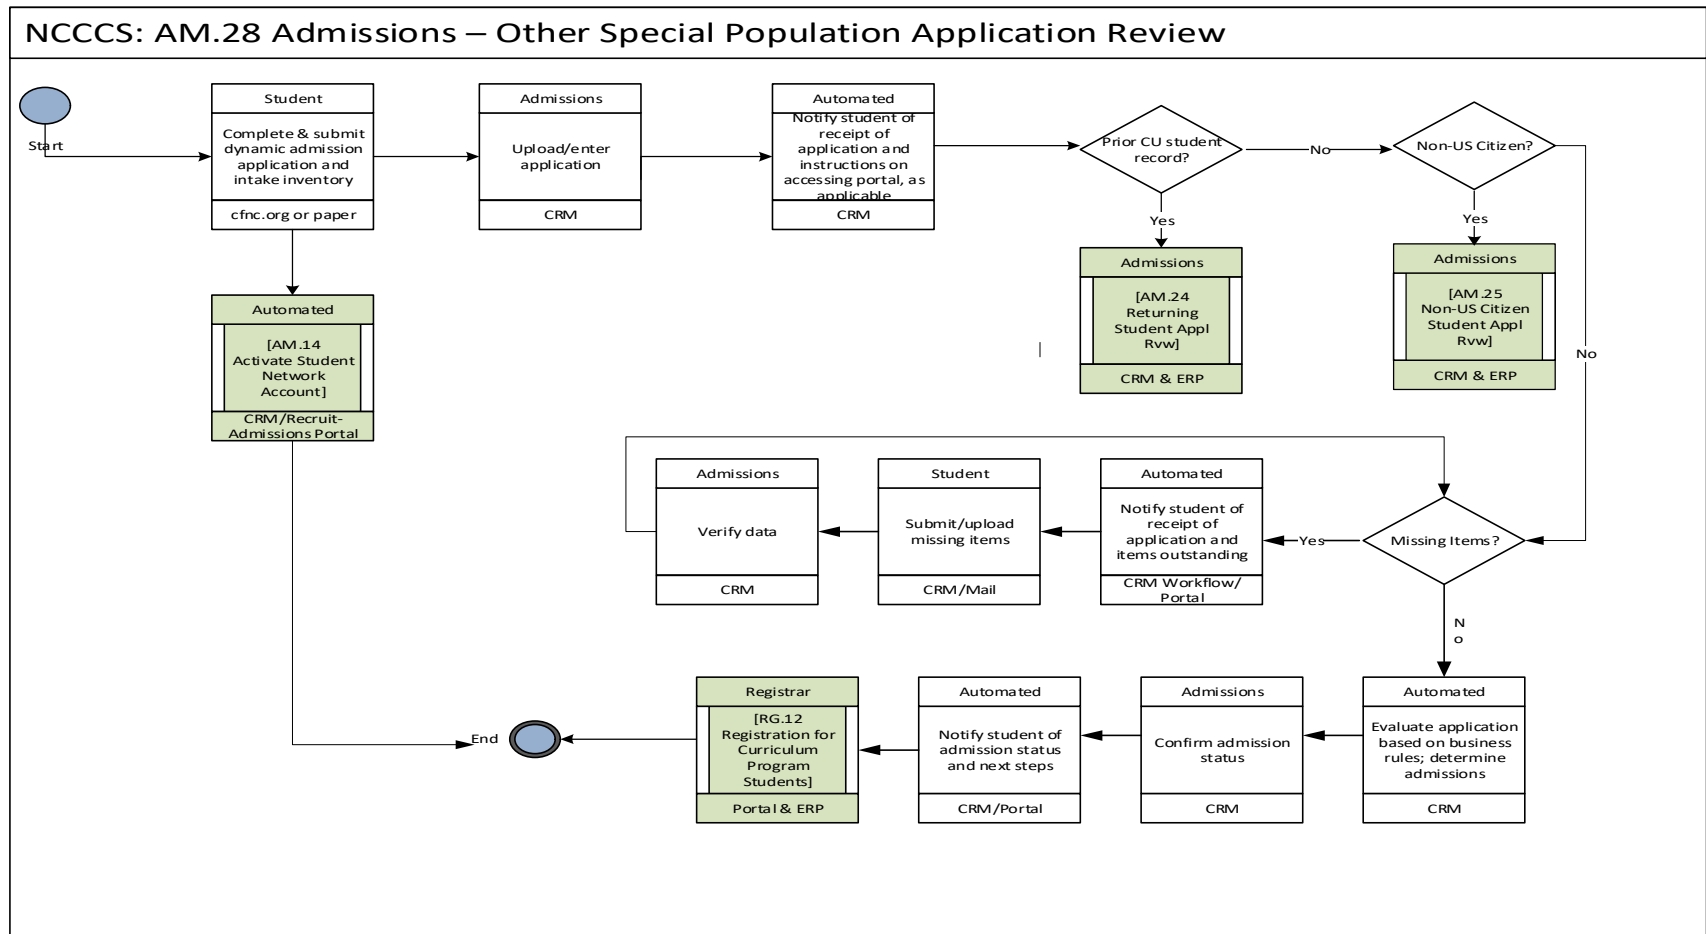 NCCCS: AM.28 Admissions – Other Special Population Application Review
Start
Student
Complete & submit
dynamic admission
application and
intake inventory
cfnc.org or paper
Admissions
Upload/enter
application
CRM
Automated
Notify student of
receipt of
application and
instructions on
accessing portal, as
applicable
CRM
Prior CU student
record?
No
Non-US Citizen?
Yes
Yes
No
Admissions
[AM.24
Returning
Student Appl
Rvw]
CRM & ERP
Admissions
[AM.25
Non-US Citizen
Student Appl
Rvw]
CRM & ERP
Automated
[AM.14
Activate Student
Network
Account]
CRM/Recruit-
Admissions Portal
Admissions
Verify data
CRM
Student
Submit/upload
missing items
CRM/Mail
Automated
Notify student of
receipt of
application and
items outstanding
CRM Workflow/
Portal
Yes
Missing Items?
N
o
End
Registrar
[RG.12
Registration for
Curriculum
Program
Students]
Portal & ERP
Automated
Notify student of
admission status
and next steps
CRM/Portal
Admissions
Confirm admission
status
CRM
Automated
Evaluate application
based on business
rules; determine
admissions
CRM